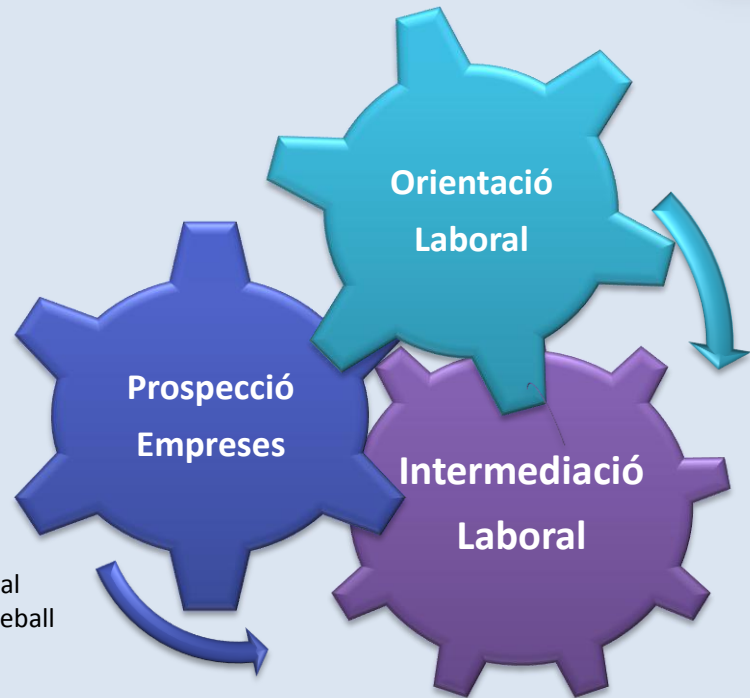 Orientació
Laboral
Prospecció
Empreses
Intermediació
Laboral
al
eball